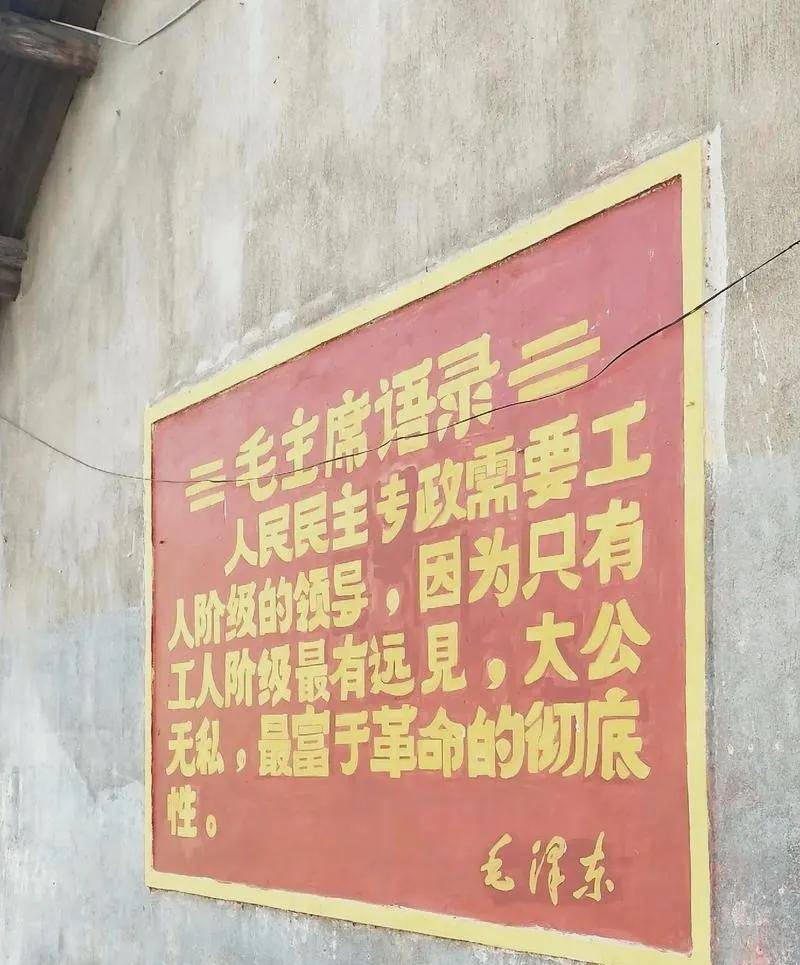 毛主席语录
人民民主专政需要工
人阶级的领导，因为只有
工人阶级最有远見，大公
无私，最富于革命的彻底
性。
毛泽东